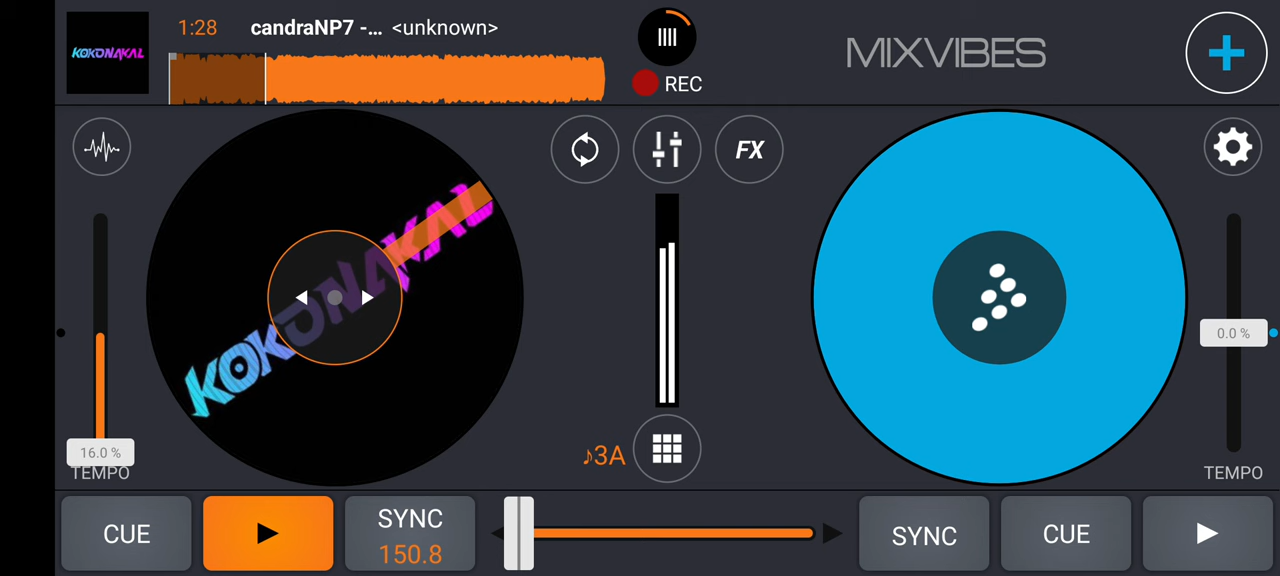 KOKONAKAL
1:28 candraNP7 -... <unknown>
REC
MIXVIBES
FX
KOKONAKAL
16.0 %
TEMPO
♪3A
0.0 %
TEMPO
CUE
SYNC
150.8
SYNC
CUE